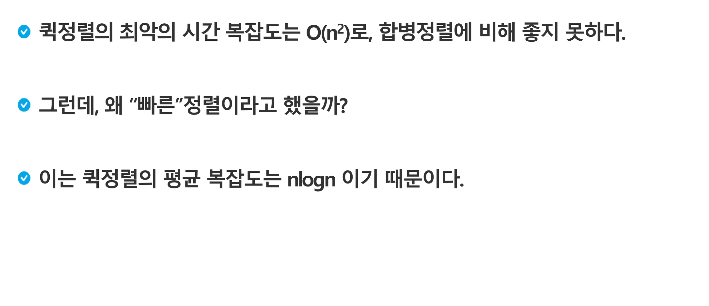 퀵정렬의 최악의 시간 복잡도는 O(n²)로, 합병정렬에 비해 좋지 못하다.
그런데, 왜 “빠른”정렬이라고 했을까?
이는 퀵정렬의 평균 복잡도는 nlogn 이기 때문이다.